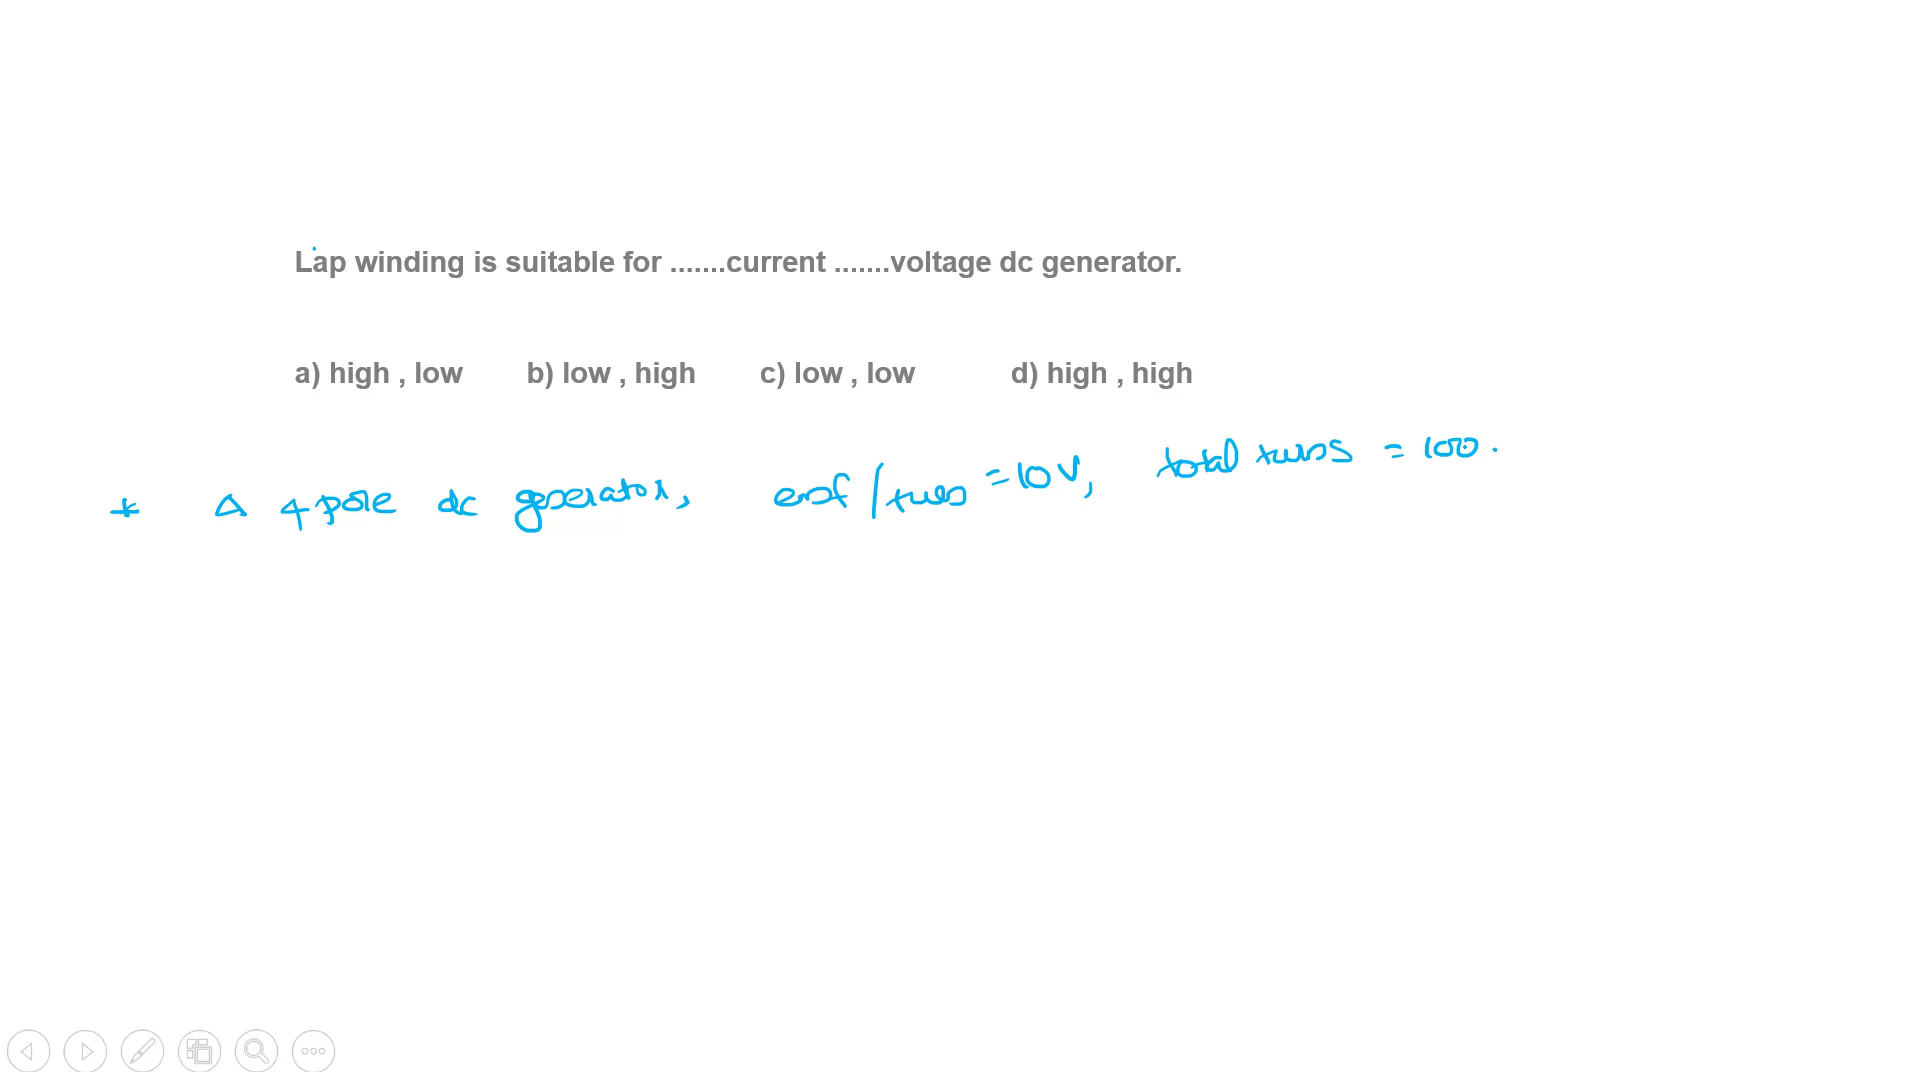 Lap winding is suitable for .......current .......voltage dc generator.
a) high , low b) low , high c) low , low d) high , high
* A 4 pole dc generator, emf / turn = 10 V, total turns = 100.